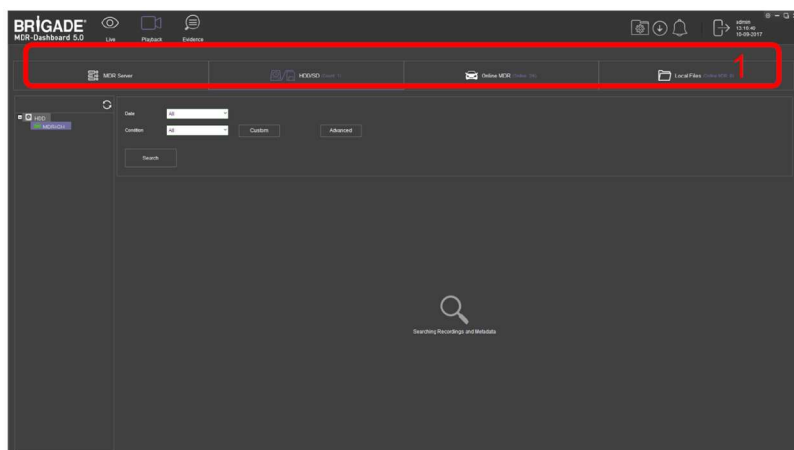 BRIGADE
MDR-Dashboard 5.0
Live
Playback
Evidence
admin
13:16:40
10-08-2017
1
MDR Server
HDD/SD
Online MDR
Local Files
HDD
Date
All
Condition
All
Custom
Advanced
Search
Searching Recordings and Metadata